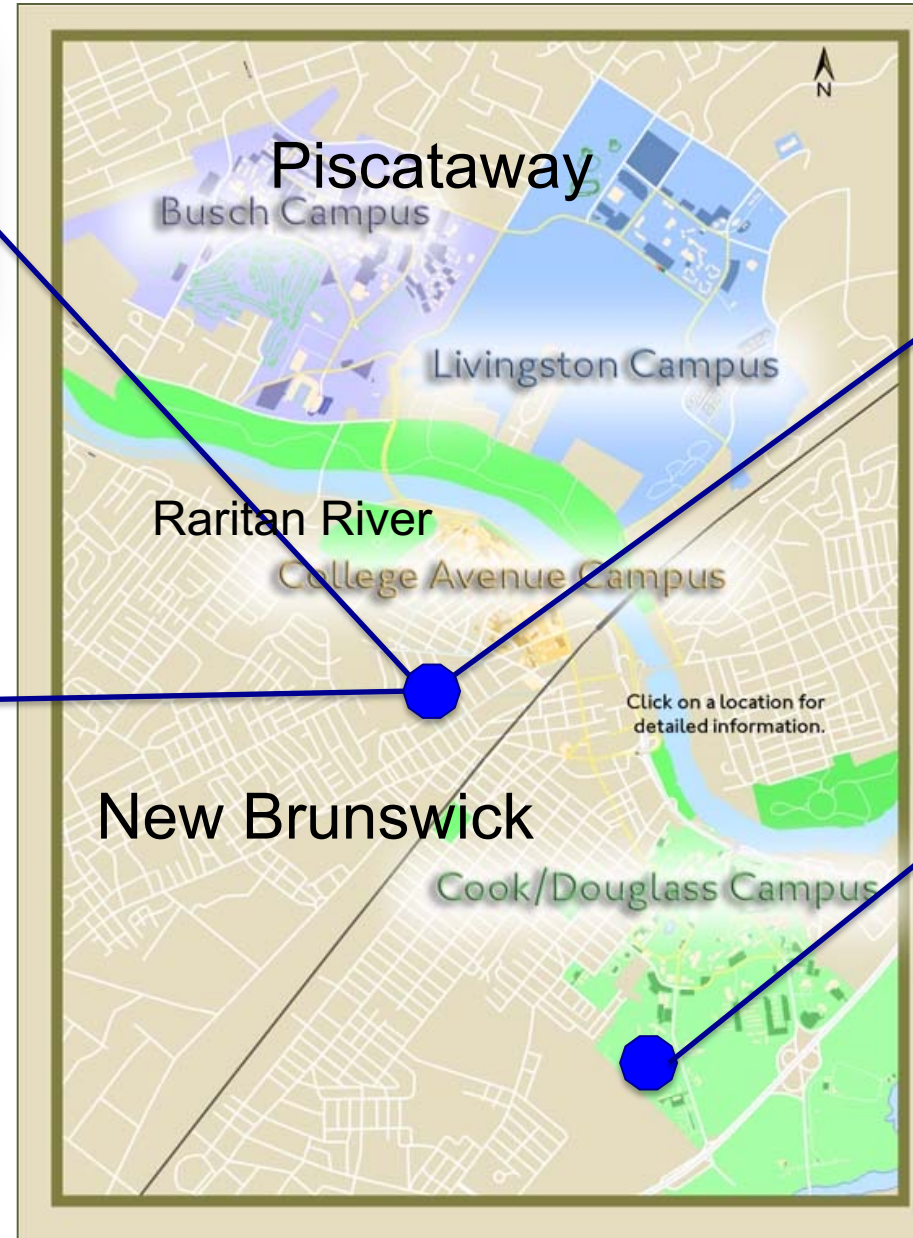 N
Piscataway
Busch Campus
Livingston Campus
Raritan River
College Avenue Campus
Click on a location for
detailed information.
New Brunswick
Cook/Douglass Campus